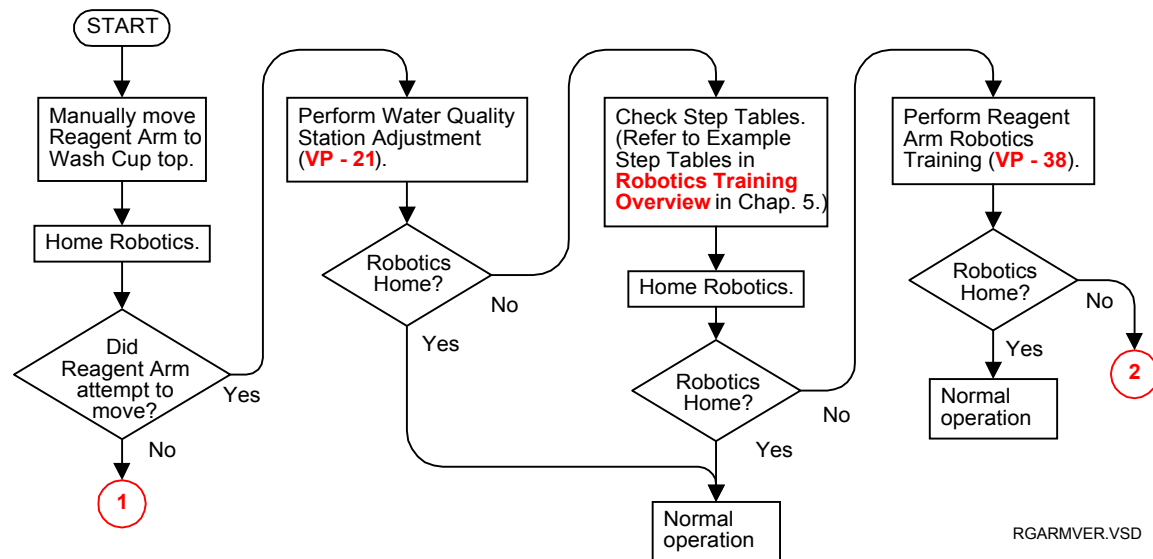 START
Manually move
Reagent Arm to
Wash Cup top.
Home Robotics.
Did
Reagent Arm
attempt to
move?
Yes
No
1
Perform Water Quality
Station Adjustment
(VP - 21).
Robotics
Home?
No
Yes
Check Step Tables.
(Refer to Example
Step Tables in
Robotics Training
Overview in Chap. 5.)
Home Robotics.
Robotics
Home?
No
Yes
Normal
operation
Perform Reagent
Arm Robotics
Training (VP - 38).
Robotics
Home?
No
Yes
2
Normal
operation
RGARMVER.VSD